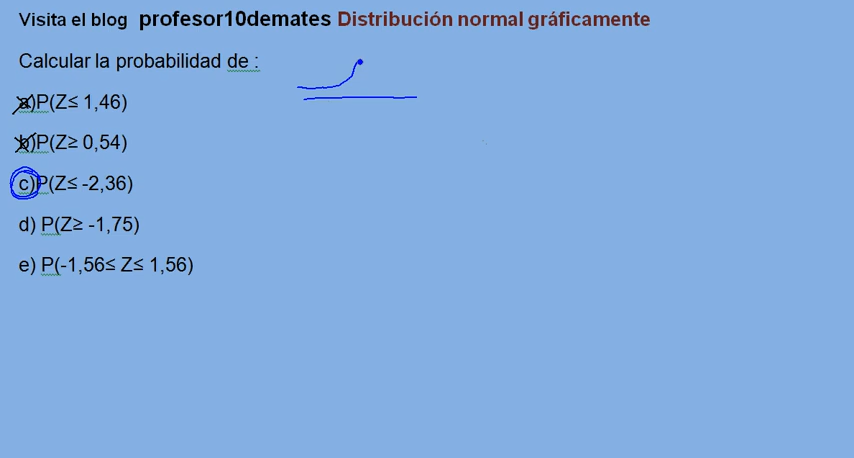 Visita el blog profesor10demates Distribución normal gráficamente
Calcular la probabilidad de :
a)P(Z≤ 1,46)
b)P(Z≥ 0,54)
c)P(Z≤ -2,36)
d) P(Z≥ -1,75)
e) P(-1,56≤ Z≤ 1,56)